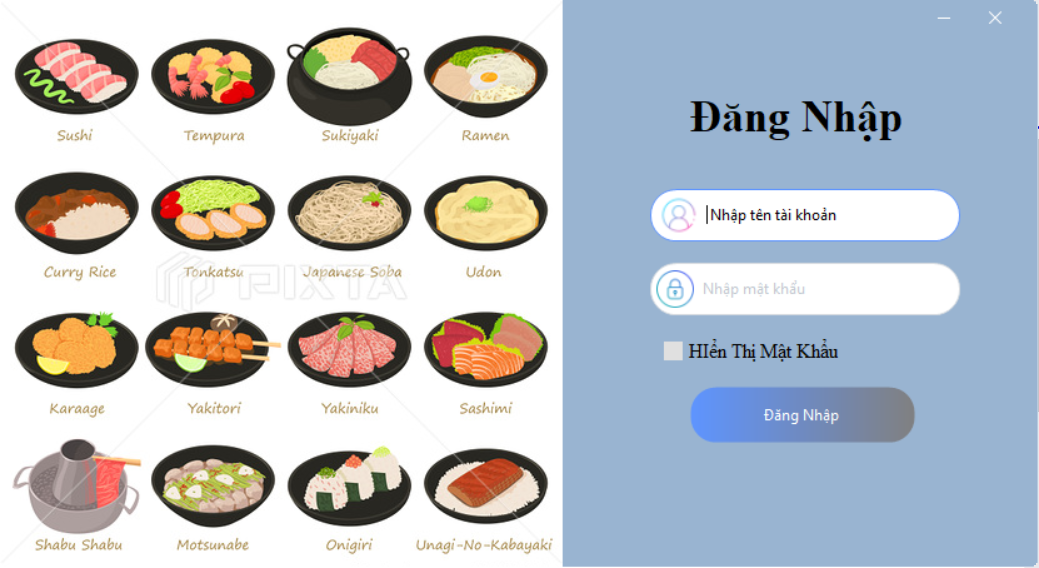 Sushi
Tempura
Sukiyaki
Ramen
Curry Rice
Tonkatsu
Japanese Soba
Udon
PIXTA
Karaage
Yakitori
Yakiniku
Sashimi
Shabu Shabu
Motsunabe
Onigiri
Unagi-No-Kabayaki
Đăng Nhập
Nhập tên tài khoản
Nhập mật khẩu
HIển Thị Mật Khẩu
Đăng Nhập